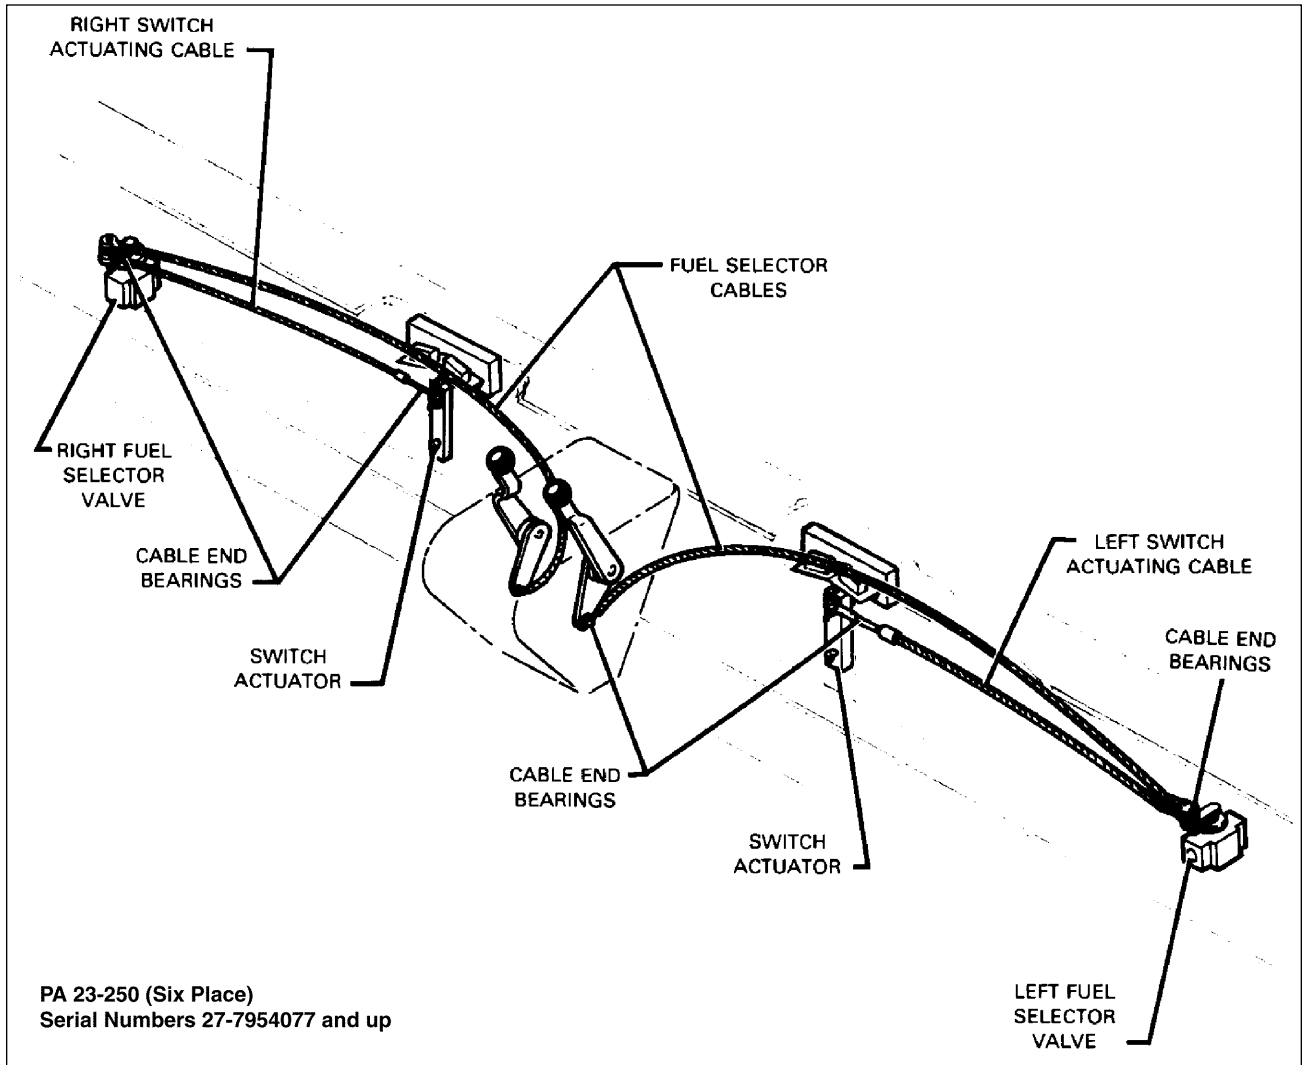 RIGHT SWITCH
ACTUATING CABLE
FUEL SELECTOR
CABLES
RIGHT FUEL
SELECTOR
VALVE
CABLE END
BEARINGS
LEFT SWITCH
ACTUATING CABLE
CABLE END
BEARINGS
SWITCH
ACTUATOR
CABLE END
BEARINGS
SWITCH
ACTUATOR
LEFT FUEL
SELECTOR
VALVE
PA 23-250 (Six Place)
Serial Numbers 27-7954077 and up